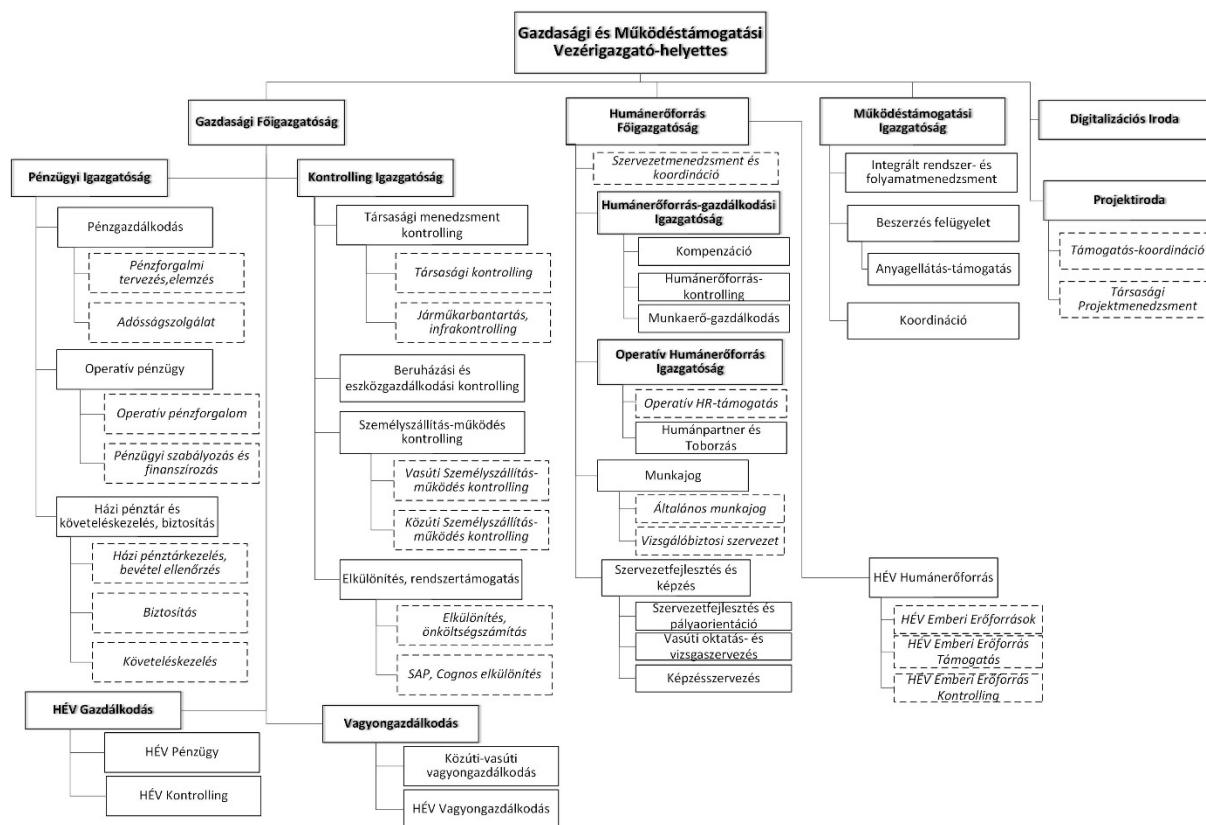 Gazdasági és Működéstámogatási
Vezérigazgató-helyettes
Gazdasági Főigazgatóság
Pénzügyi Igazgatóság
Pénzgazdálkodás
Pénzforgalmi
tervezés,elemzés
Adósságszolgálat
Operatív pénzügy
Operatív pénzforgalom
Pénzügyi szabályozás és
finanszírozás
Házi pénztár és
követeléskezelés, biztosítás
Házi pénztárkezelés,
bevétel ellenőrzés
Biztosítás
Követeléskezelés
HÉV Gazdálkodás
HÉV Pénzügy
HÉV Kontrolling
Kontrolling Igazgatóság
Társasági menedzsment
kontrolling
Társasági kontrolling
Járműkarbantartás,
infrakontrolling
Beruházási és
eszközgazdálkodási kontrolling
Személyszállítás-működés
kontrolling
Vasúti Személyszállítás-
működés kontrolling
Közúti Személyszállítás-
működés kontrolling
Elkülönítés, rendszertámogatás
Elkülönítés,
önköltségszámítás
SAP, Cognos elkülönítés
Vagyongazdálkodás
Közúti-vasúti
vagyongazdálkodás
HÉV Vagyongazdálkodás
Humánerőforrás
Főigazgatóság
Szervezetmenedzsment és
koordináció
Humánerőforrás-gazdálkodási
Igazgatóság
Kompenzáció
Humánerőforrás-
kontrolling
Munkaerő-gazdálkodás
Operatív Humánerőforrás
Igazgatóság
Operatív HR-támogatás
Humánpartner és
Toborzás
Munkajog
Általános munkajog
Vizsgálóbiztosi szervezet
Szervezetfejlesztés és
képzés
Szervezetfejlesztés és
pályaorientáció
Vasúti oktatás- és
vizsgaszervezés
Képzésszervezés
HÉV Humánerőforrás
HÉV Emberi Erőforrások
HÉV Emberi Erőforrás
Támogatás
HÉV Emberi Erőforrás
Kontrolling
Működéstámogatási
Igazgatóság
Integrált rendszer- és
folyamatmenedzsment
Beszerzés felügyelet
Anyagellátás-támogatás
Koordináció
Digitalizációs Iroda
Projektiroda
Támogatás-koordináció
Társasági
Projektmenedzsment